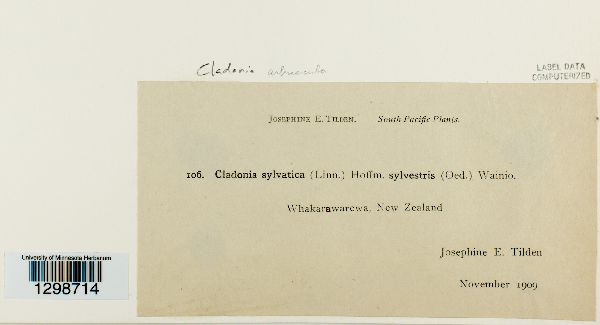 Cladonia arbuscula
LABEL DATA
COMPUTERIZED
JOSEPHINE E. TILDEN. South Pacific Plants.
106. Cladonia sylvatica (Linn.) Hoffm. sylvestris (Oed.) Wainio.
Whakarawarewa, New Zealand
Josephine E. Tilden
November 1909
University of Minnesota Herbarium
1298714